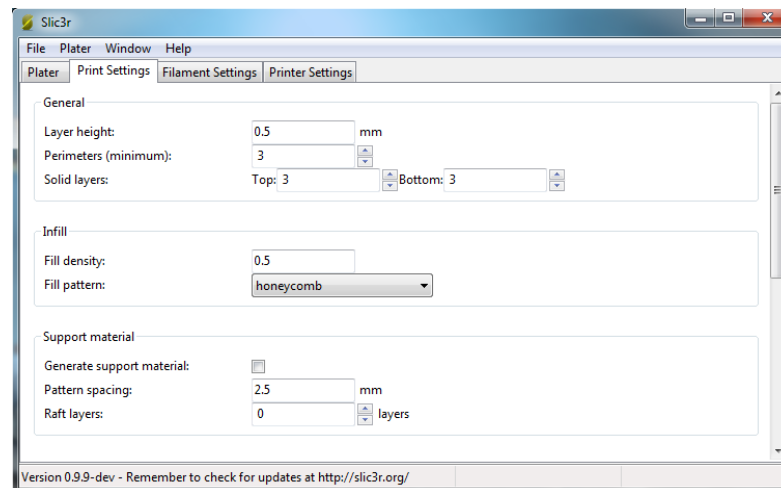 Slic3r
File Plater Window Help
Plater Print Settings Filament Settings Printer Settings
General
Layer height: 0.5 mm
Perimeters (minimum): 3
Solid layers: Top: 3 Bottom: 3
Infill
Fill density: 0.5
Fill pattern: honeycomb
Support material
Generate support material:
Pattern spacing: 2.5 mm
Raft layers: 0 layers
Version 0.9.9-dev - Remember to check for updates at http://slic3r.org/